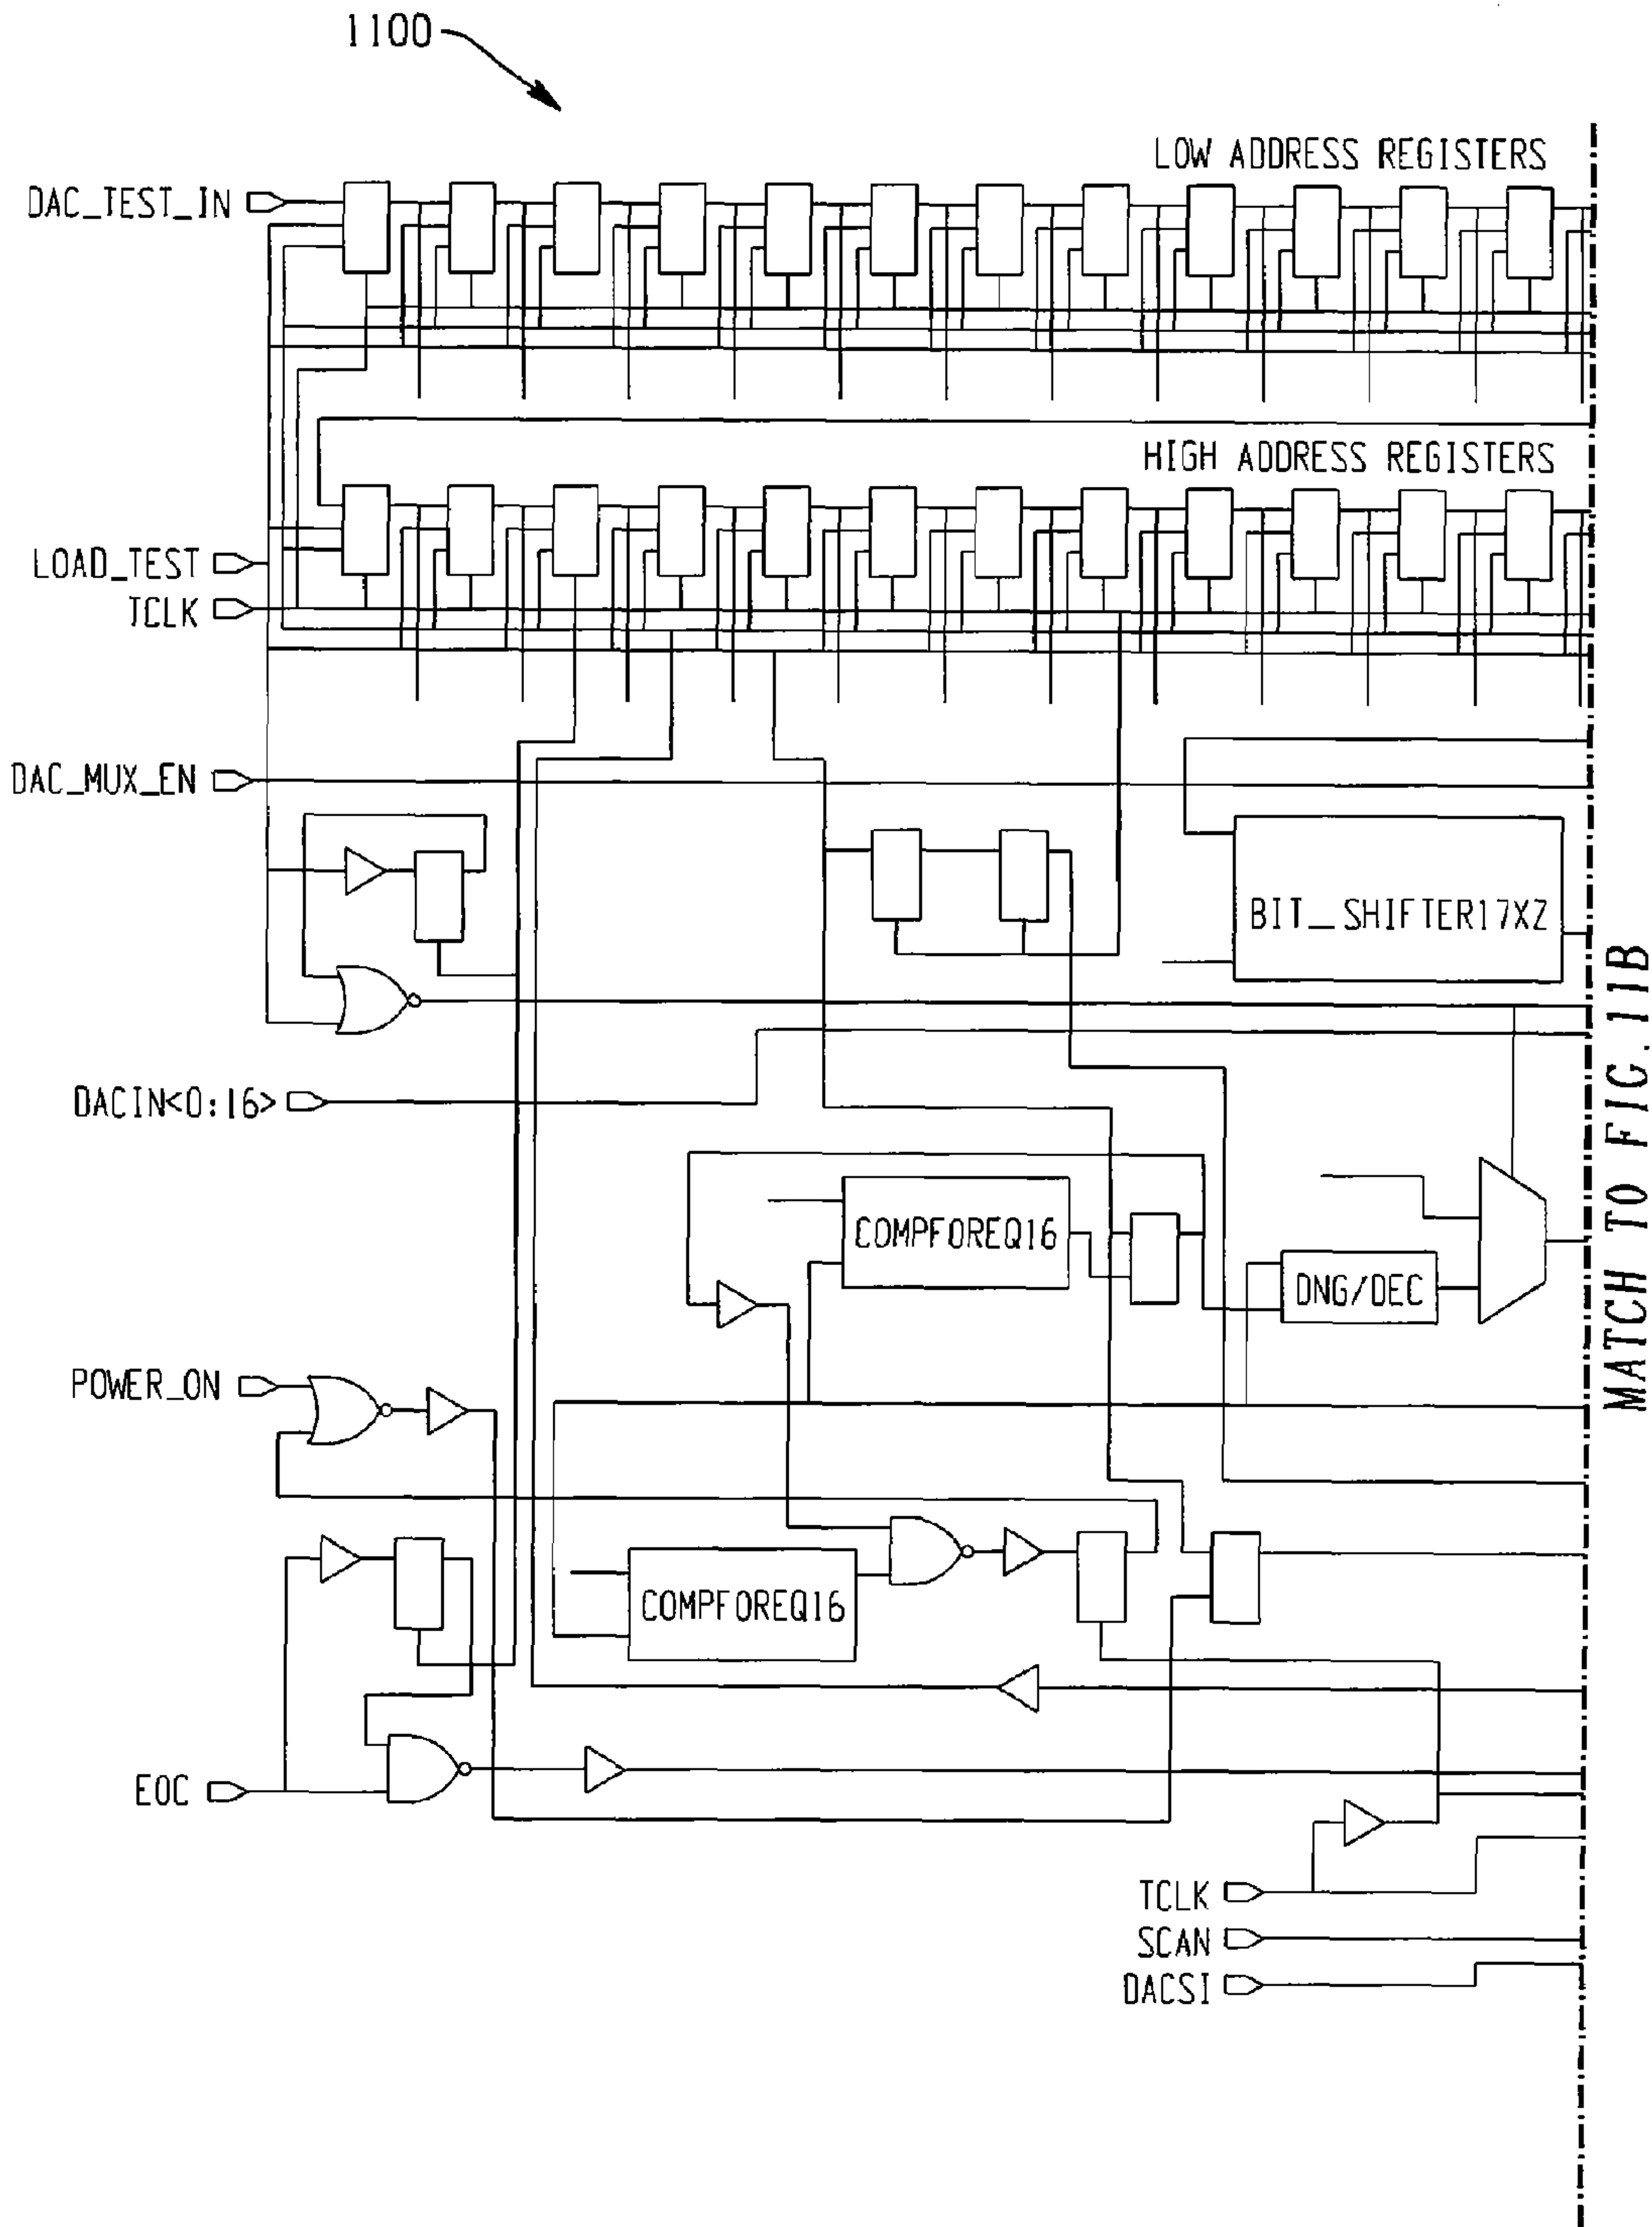 1100
LOW ADDRESS REGISTERS
DAC_TEST_IN
HIGH ADDRESS REGISTERS
LOAD_TEST
TCLK
DAC_MUX_EN
BIT_SHIFTER17XZ
MATCH TO FIG.11B
DACIN<0:16>
COMPFOREQ16
DNG/DEC
POWER_ON
COMPFOREQ16
EOC
TCLK
SCAN
DACSI